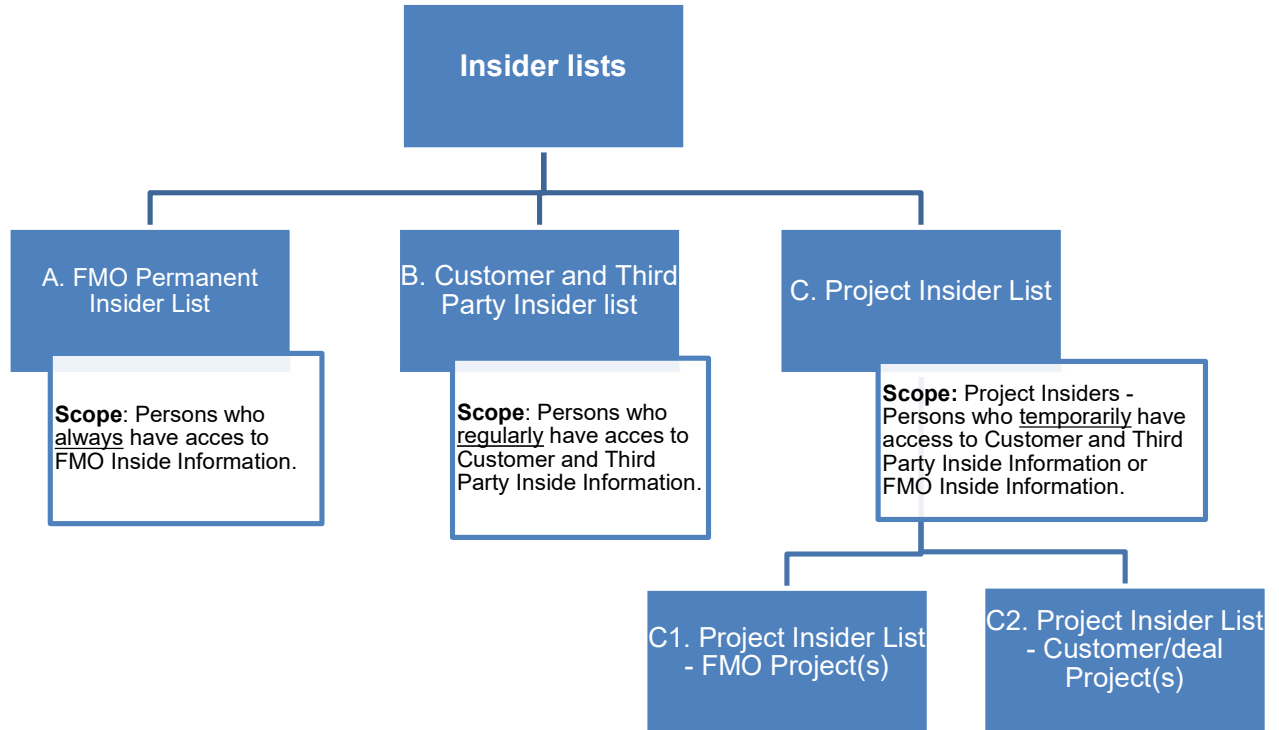 Insider lists
A. FMO Permanent
Insider List
B. Customer and Third
Party Insider list
C. Project Insider List
Scope: Persons who
always have acces to
FMO Inside Information.
Scope: Persons who
regularly have acces to
Customer and Third
Party Inside Information.
Scope: Project Insiders -
Persons who temporarily have
access to Customer and Third
Party Inside Information or
FMO Inside Information.
C1. Project Insider List
- FMO Project(s)
C2. Project Insider List
- Customer/deal
Project(s)